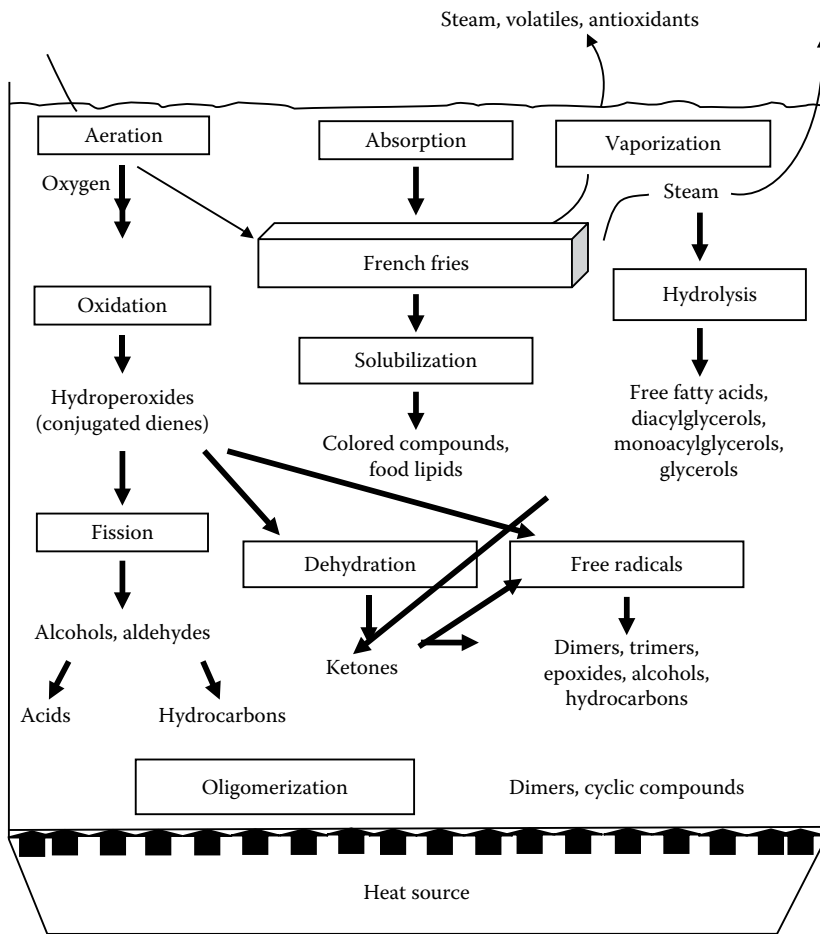 Steam, volatiles, antioxidants
Aeration
Absorption
Vaporization
Oxygen
Steam
French fries
Hydrolysis
Oxidation
Solubilization
Hydroperoxides
(conjugated dienes)
Free fatty acids,
diacylglycerols,
monoacylglycerols,
glycerols
Colored compounds,
food lipids
Fission
Dehydration
Free radicals
Alcohols, aldehydes
Ketones
Dimers, trimers,
epoxides, alcohols,
hydrocarbons
Acids
Hydrocarbons
Oligomerization
Dimers, cyclic compounds
Heat source